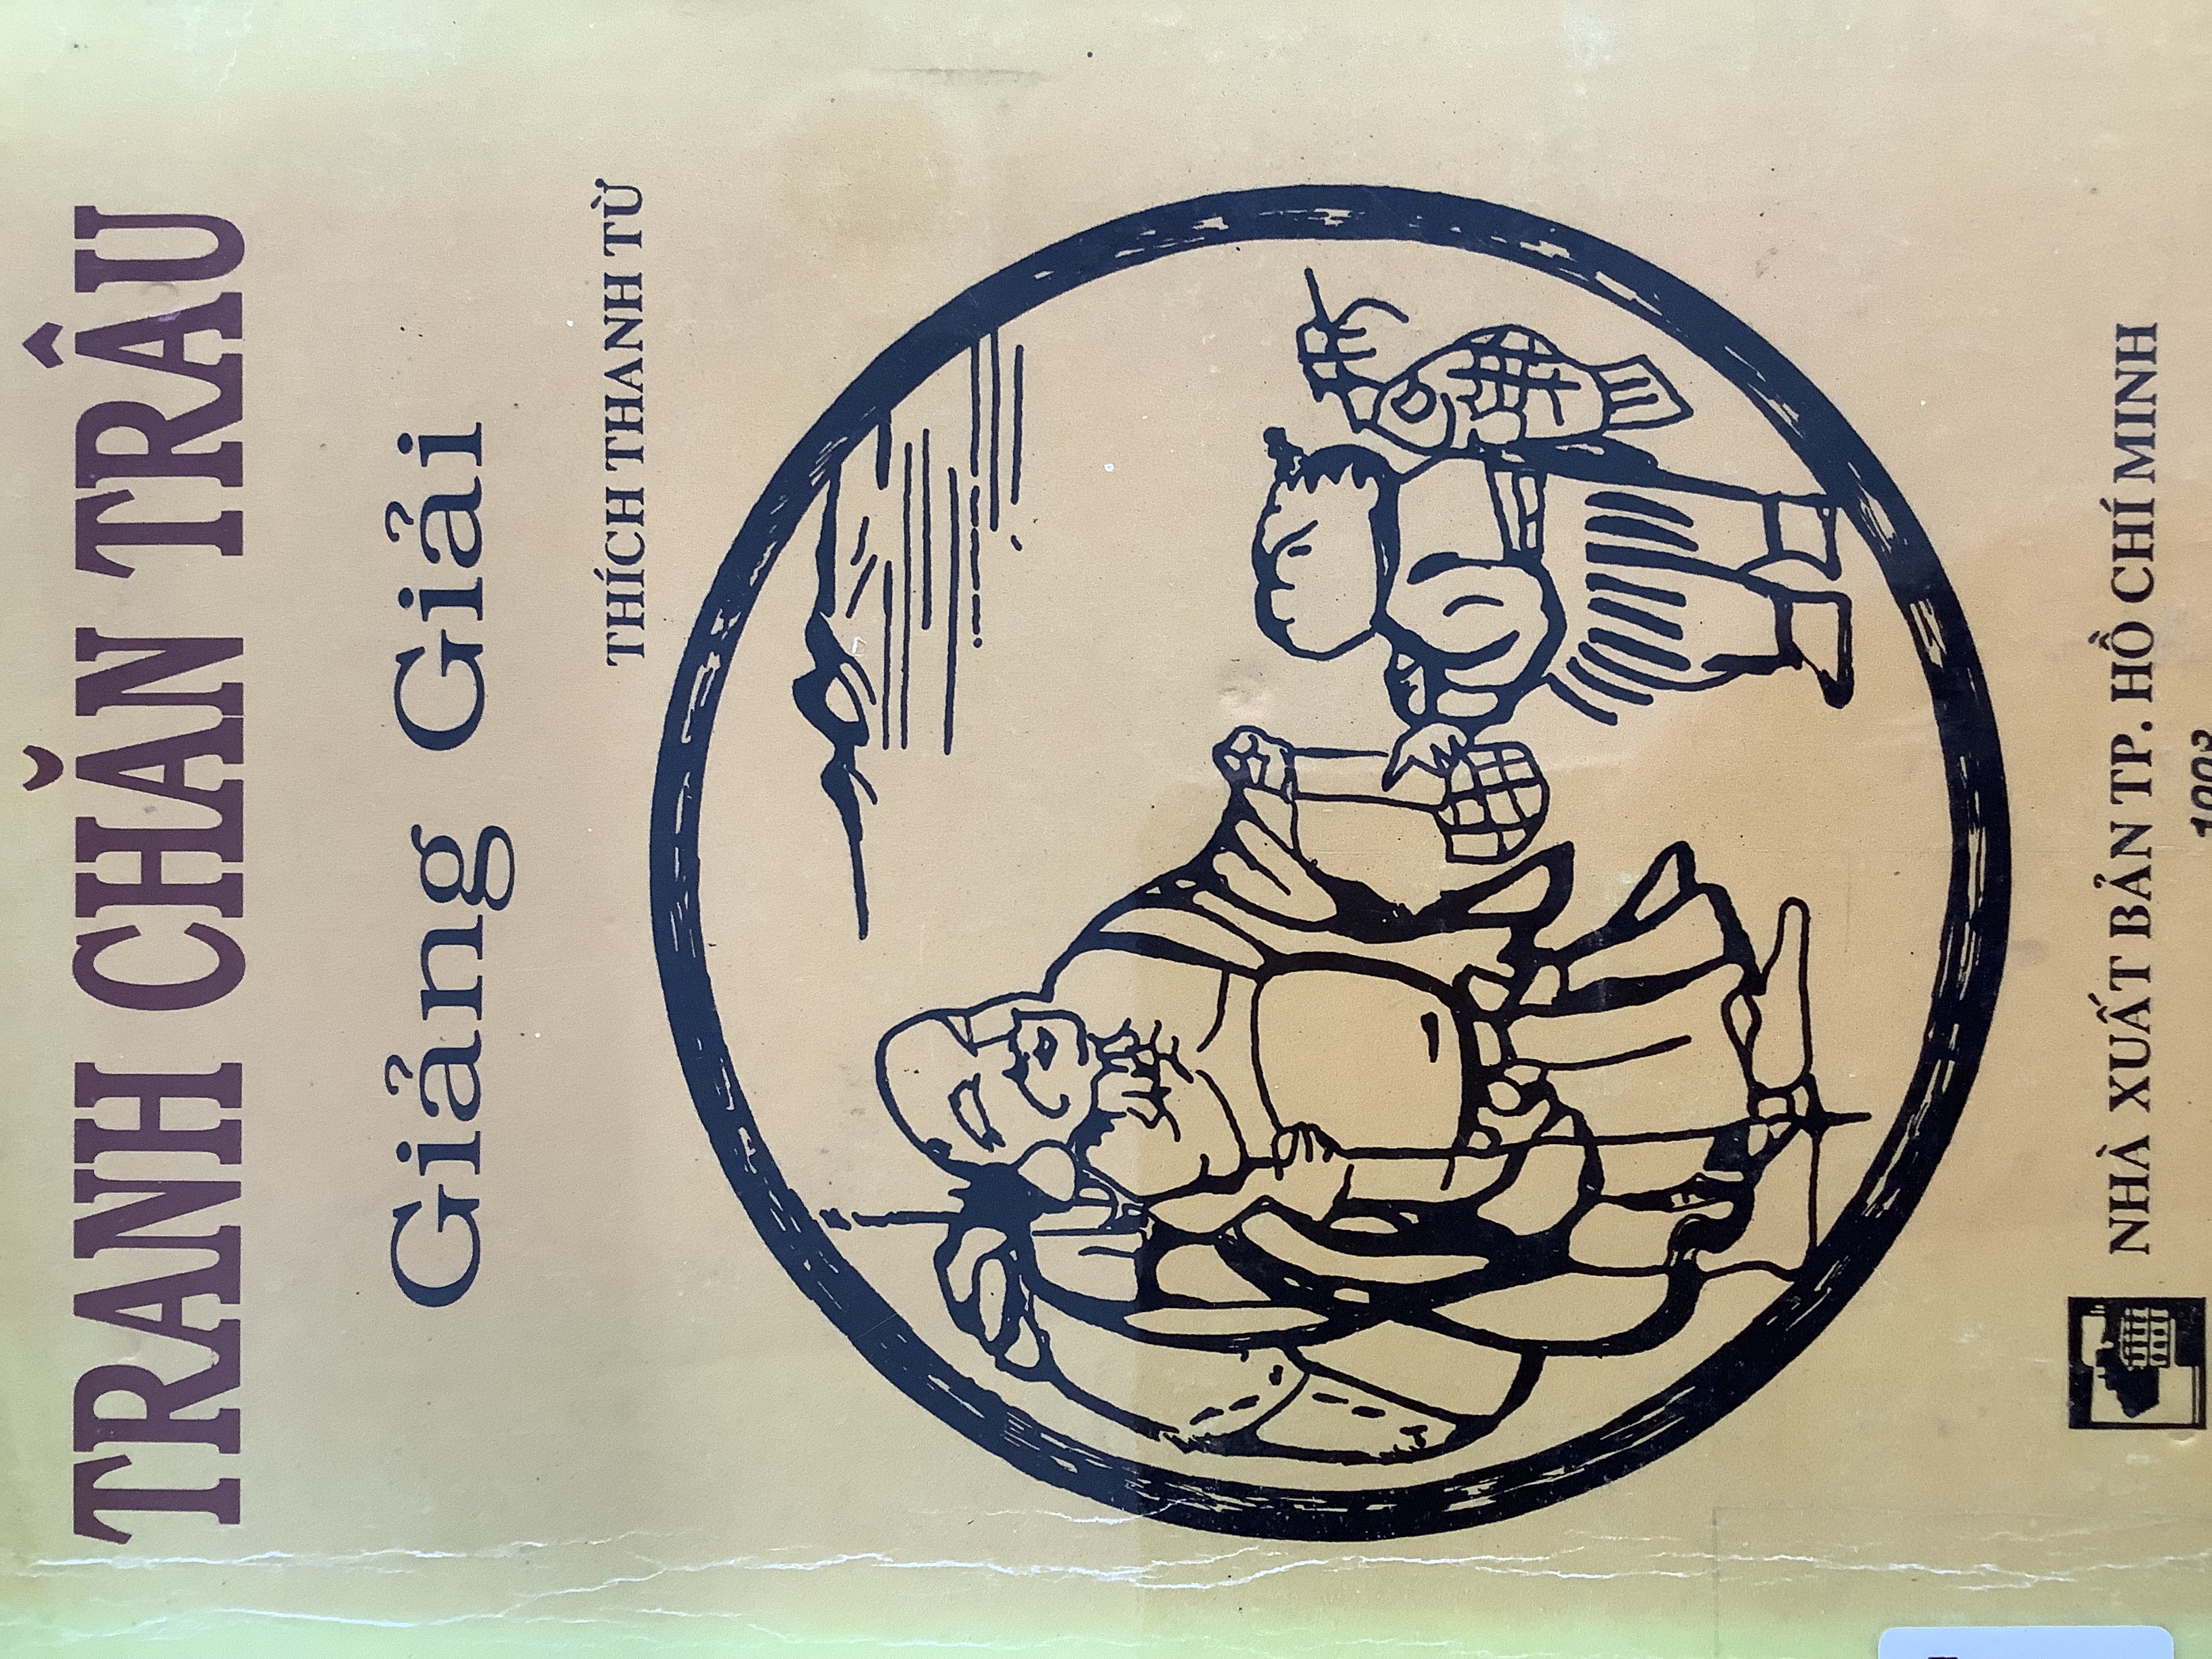 TRANH CHĂN TRÂU
Giảng Giải
THÍCH THANH TỪ
NHÀ XUẤT BẢN TP. HỒ CHÍ MINH